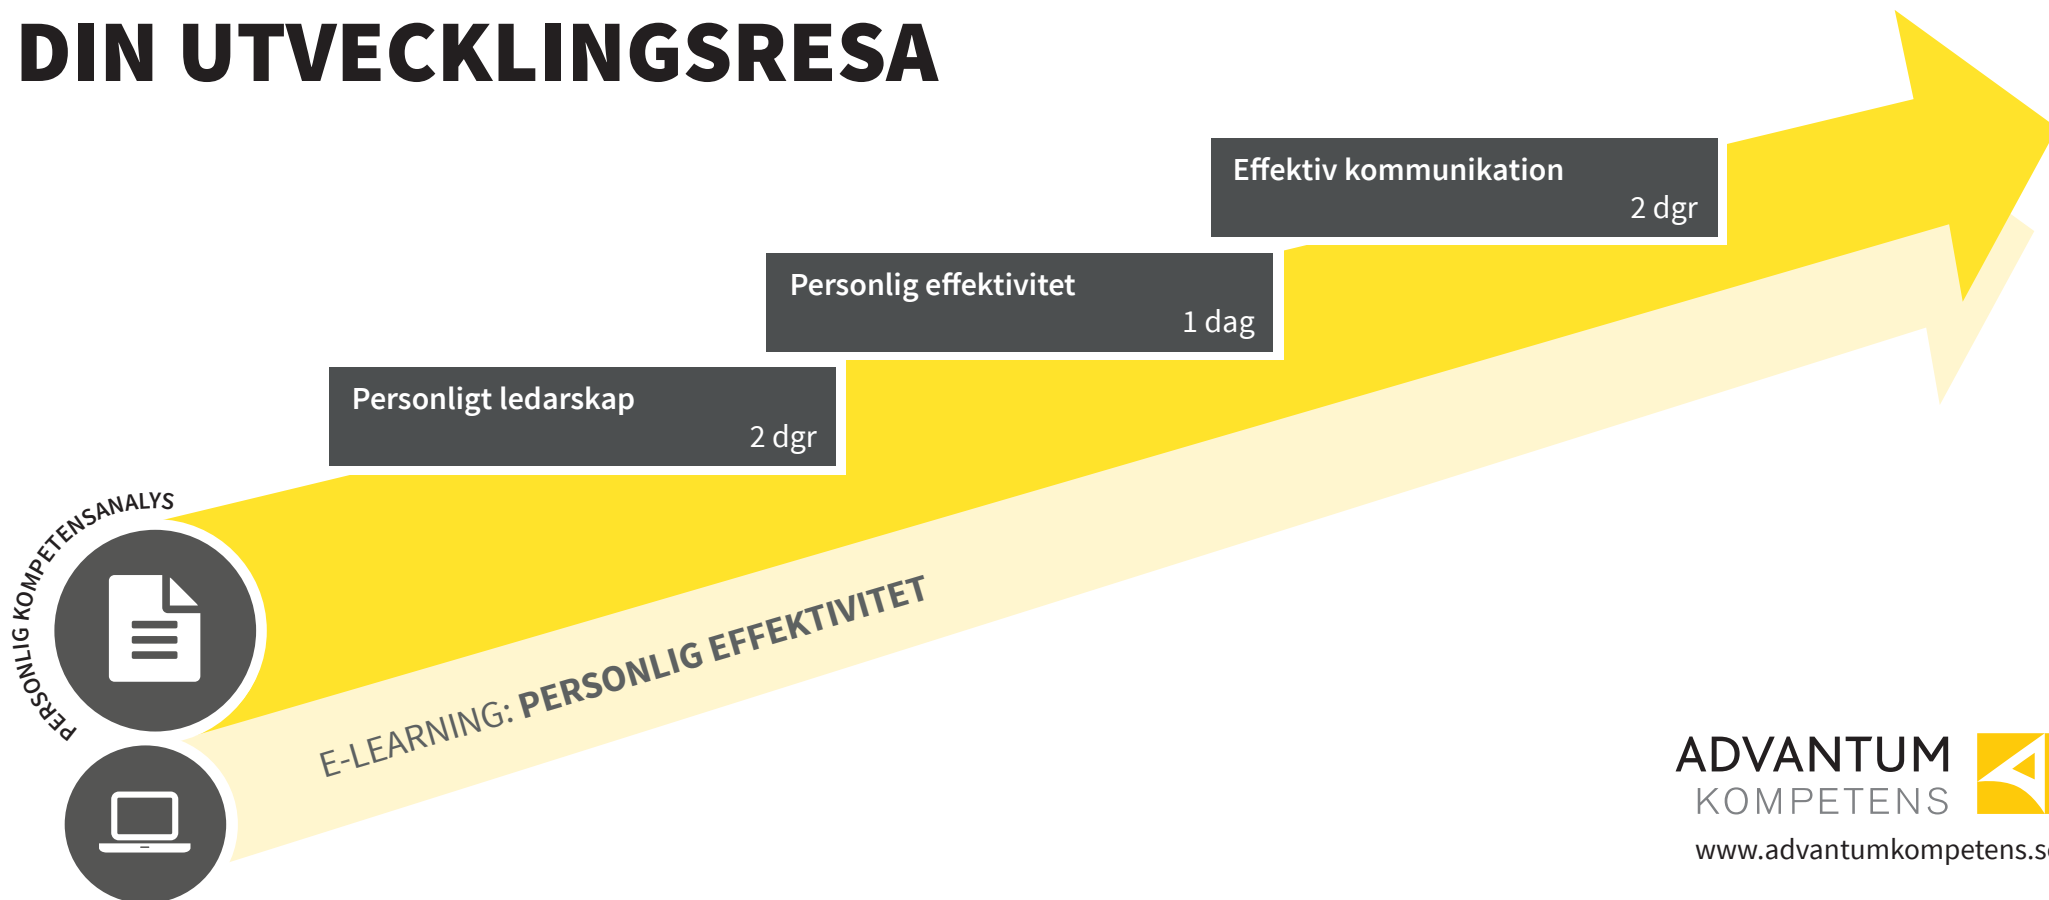 DIN UTVECKLINGSRESA
Effektiv kommunikation
2 dgr
Personlig effektivitet
1 dag
Personligt ledarskap
2 dgr
PERSONLIG KOMPETENSANALYS
E-LEARNING: PERSONLIG EFFEKTIVITET
ADVANTUM
KOMPETENS
www.advantumkompetens.se